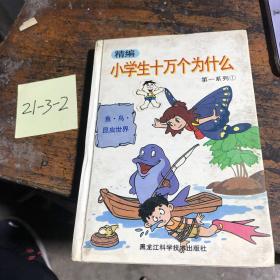 精编
小学生十万个为什么
第一系列①
鱼·鸟·
昆虫世界
21-3-2
黑龙江科学技术出版社